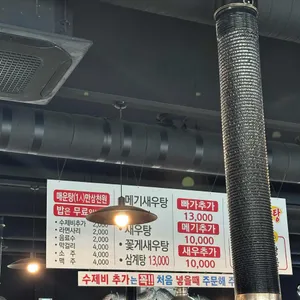 매운탕(1人)만삼천원
밥은 무료
• 수제비추가 2,000
• 라면사리 2,000
• 음료수 2,000
• 막걸리 4,000
• 소 주 4,000
• 맥 주 4,000
메기새우탕
새우탕
꽃게새우탕
삼계탕 13,000
빠가추가
13,000
메기추가
10,000
새우추가
10,000
수제비 추가는 꼭!! 처음 넣을때 주문해